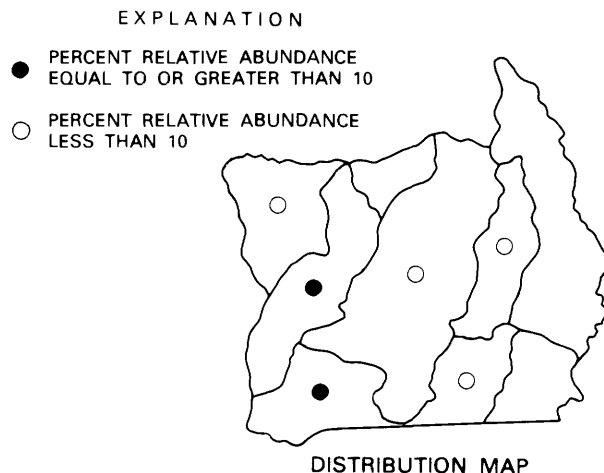 EXPLANATION
PERCENT RELATIVE ABUNDANCE
EQUAL TO OR GREATER THAN 10
PERCENT RELATIVE ABUNDANCE
LESS THAN 10
DISTRIBUTION MAP